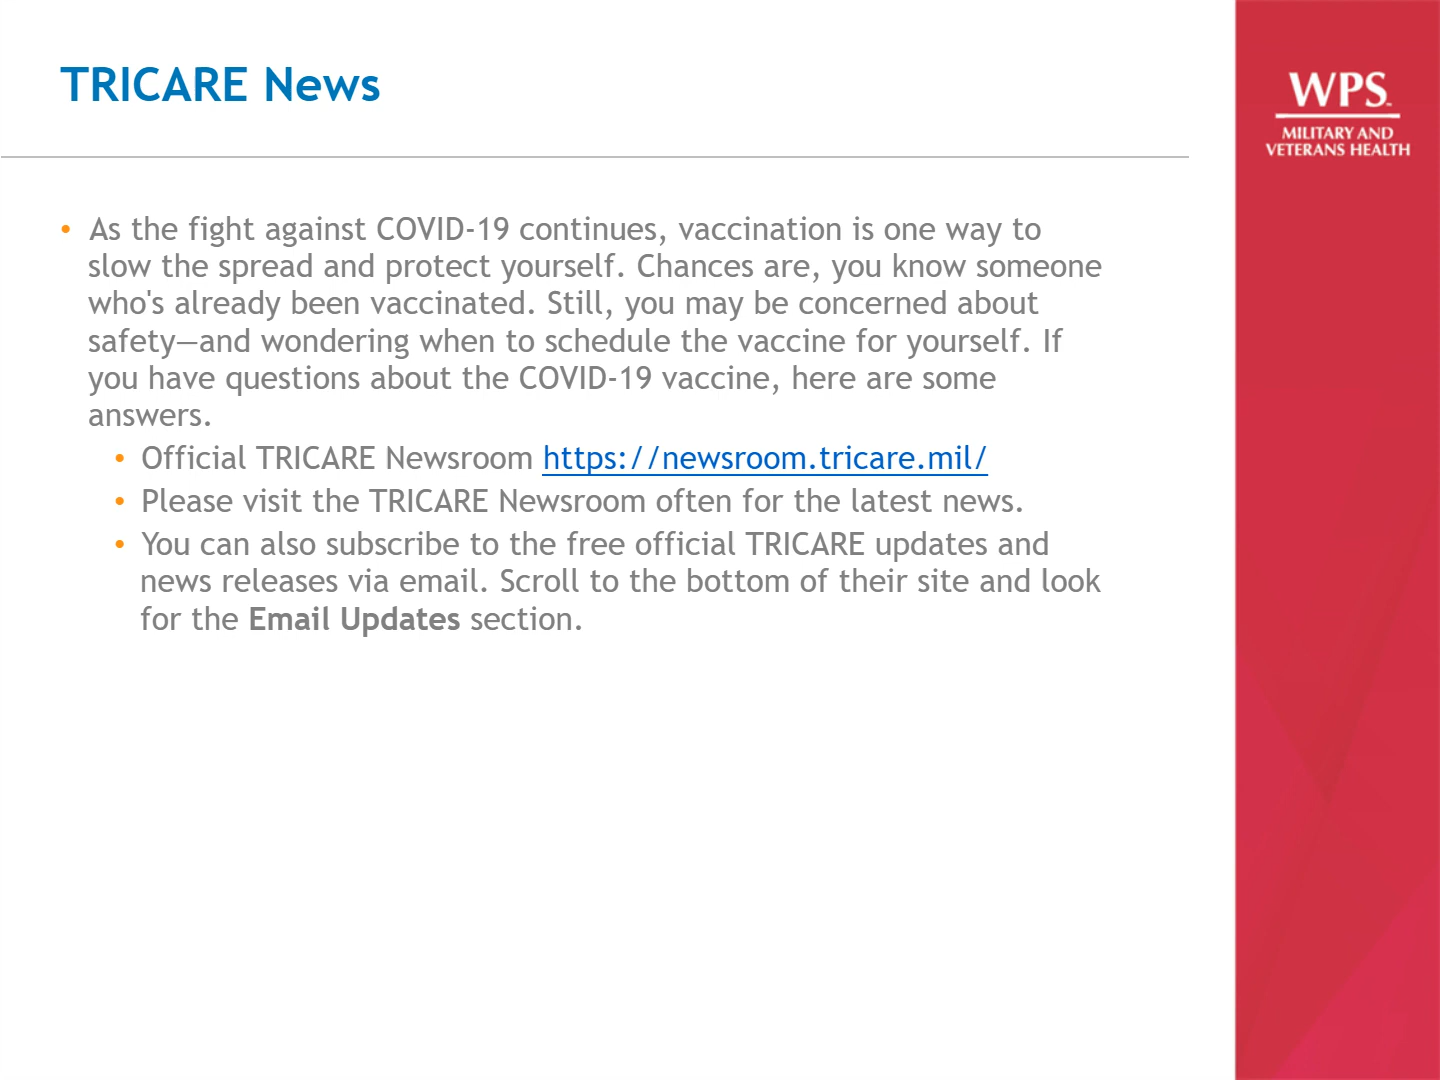 TRICARE News
WPS
MILITARY AND
VETERANS HEALTH
• As the fight against COVID-19 continues, vaccination is one way to
slow the spread and protect yourself. Chances are, you know someone
who's already been vaccinated. Still, you may be concerned about
safety—and wondering when to schedule the vaccine for yourself. If
you have questions about the COVID-19 vaccine, here are some
answers.
• Official TRICARE Newsroom https://newsroom.tricare.mil/
• Please visit the TRICARE Newsroom often for the latest news.
• You can also subscribe to the free official TRICARE updates and
news releases via email. Scroll to the bottom of their site and look
for the Email Updates section.